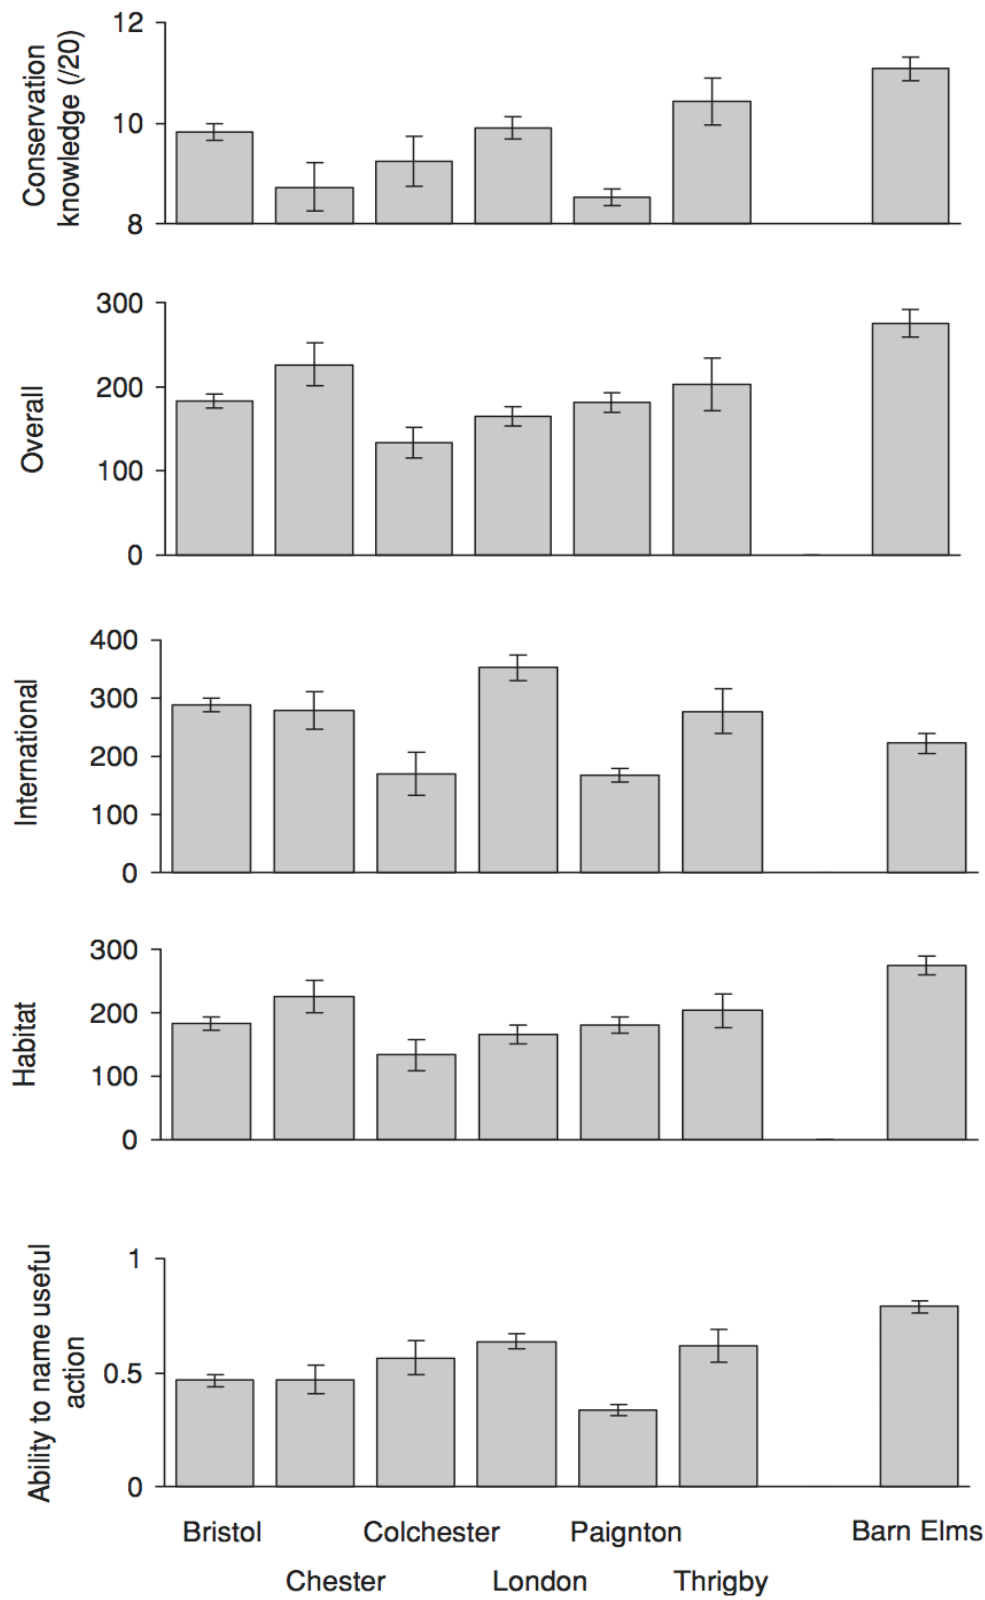 Conservation
knowledge (/20)
12
10
8
Overall
300
200
100
0
International
400
300
200
100
0
Habitat
300
200
100
0
Ability to name useful
action
1
0.5
0
Bristol
Colchester
Paignton
Barn Elms
Chester
London
Thrigby